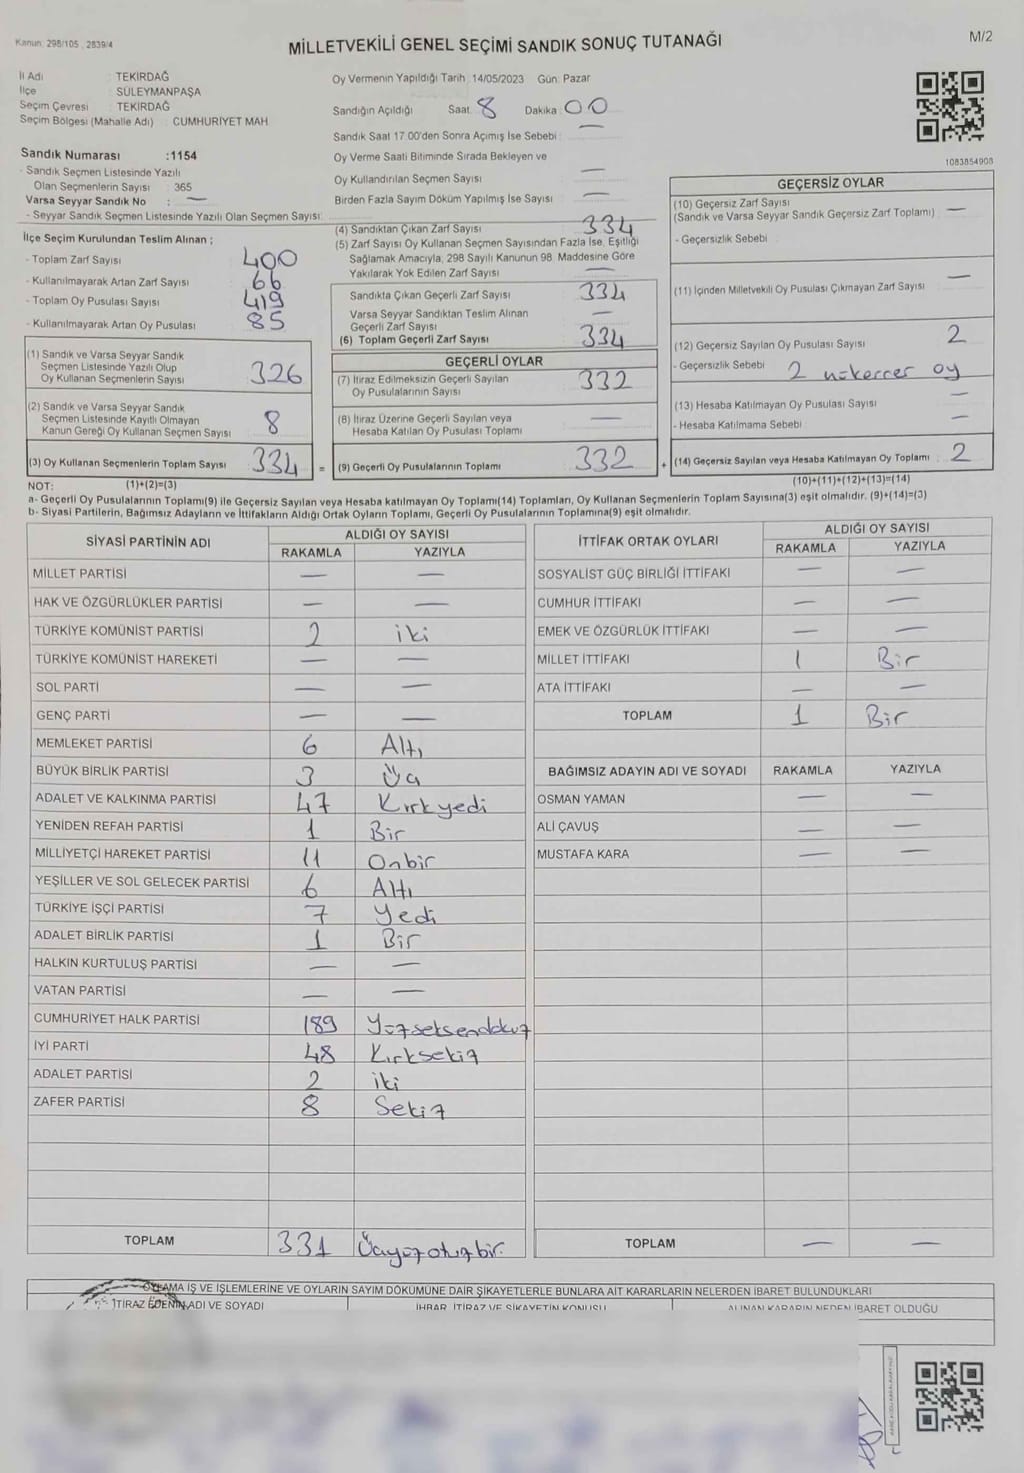 Kanun: 298/105 , 2839/4
MİLLETVEKİLİ GENEL SEÇİMİ SANDIK SONUÇ TUTANAĞI
M/2
İl Adı : TEKİRDAĞ
İlçe : SÜLEYMANPAŞA
Seçim Çevresi : TEKİRDAĞ
Seçim Bölgesi (Mahalle Adı) : CUMHURİYET MAH
Sandık Numarası :1154
- Sandık Seçmen Listesinde Yazılı
Olan Seçmenlerin Sayısı : 365
Varsa Seyyar Sandık No : —
- Seyyar Sandık Seçmen Listesinde Yazılı Olan Seçmen Sayısı:
Oy Vermenin Yapıldığı Tarih :14/05/2023 Gün: Pazar
Sandığın Açıldığı Saat: 8 Dakika: 00
Sandık Saat 17:00'den Sonra Açımış İse Sebebi: —
Oy Verme Saati Bitiminde Sırada Bekleyen ve
Oy Kullandırılan Seçmen Sayısı —
Birden Fazla Sayım Döküm Yapılmış İse Sayısı —
1083854908
İlçe Seçim Kurulundan Teslim Alınan ;
- Toplam Zarf Sayısı : 400
- Kullanılmayarak Artan Zarf Sayısı : 66
- Toplam Oy Pusulası Sayısı : 419
- Kullanılmayarak Artan Oy Pusulası : 85
(1) Sandık ve Varsa Seyyar Sandık
Seçmen Listesinde Yazılı Olup
Oy Kullanan Seçmenlerin Sayısı : 326
(2) Sandık ve Varsa Seyyar Sandık
Seçmen Listesinde Kayıtlı Olmayan
Kanun Gereği Oy Kullanan Seçmen Sayısı : 8
(3) Oy Kullanan Seçmenlerin Toplam Sayısı : 334 =
(4) Sandıktan Çıkan Zarf Sayısı : 334
(5) Zarf Sayısı Oy Kullanan Seçmen Sayısından Fazla İse, Eşitliği
Sağlamak Amacıyla, 298 Sayılı Kanunun 98. Maddesine Göre
Yakılarak Yok Edilen Zarf Sayısı : —
Sandıkta Çıkan Geçerli Zarf Sayısı : 334
Varsa Seyyar Sandıktan Teslim Alınan
Geçerli Zarf Sayısı : —
(6) Toplam Geçerli Zarf Sayısı : 334
GEÇERLİ OYLAR
(7) İtiraz Edilmeksizin Geçerli Sayılan
Oy Pusulalarının Sayısı : 332
(8) İtiraz Üzerine Geçerli Sayılan veya
Hesaba Katılan Oy Pusulası Toplamı : —
(9) Geçerli Oy Pusulalarının Toplamı : 332 +
GEÇERSİZ OYLAR
(10) Geçersiz Zarf Sayısı
(Sandık ve Varsa Seyyar Sandık Geçersiz Zarf Toplamı) : —
- Geçersizlik Sebebi :
(11) İçinden Milletvekili Oy Pusulası Çıkmayan Zarf Sayısı : —
(12) Geçersiz Sayılan Oy Pusulası Sayısı : 2
- Geçersizlik Sebebi : 2 mükerrer oy
(13) Hesaba Katılmayan Oy Pusulası Sayısı : —
- Hesaba Katılmama Sebebi : —
(14) Geçersiz Sayılan veya Hesaba Katılmayan Oy Toplamı : 2
NOT: (1)+(2)=(3)
(10)+(11)+(12)+(13)=(14)
a- Geçerli Oy Pusulalarının Toplamı(9) ile Geçersiz Sayılan veya Hesaba katılmayan Oy Toplamı(14) Toplamları, Oy Kullanan Seçmenlerin Toplam Sayısına(3) eşit olmalıdır. (9)+(14)=(3)
b- Siyasi Partilerin, Bağımsız Adayların ve İttifakların Aldığı Ortak Oyların Toplamı, Geçerli Oy Pusulalarının Toplamına(9) eşit olmalıdır.
SİYASİ PARTİNİN ADI ALDIĞI OY SAYISI
RAKAMLA YAZIYLA
MİLLET PARTİSİ — —
HAK VE ÖZGÜRLÜKLER PARTİSİ — —
TÜRKİYE KOMÜNİST PARTİSİ 2 iki
TÜRKİYE KOMÜNİST HAREKETİ — —
SOL PARTİ — —
GENÇ PARTİ — —
MEMLEKET PARTİSİ 6 Altı
BÜYÜK BİRLİK PARTİSİ 3 Üç
ADALET VE KALKINMA PARTİSİ 47 Kırkyedi
YENİDEN REFAH PARTİSİ 1 Bir
MİLLİYETÇİ HAREKET PARTİSİ 11 Onbir
YEŞİLLER VE SOL GELECEK PARTİSİ 6 Altı
TÜRKİYE İŞÇİ PARTİSİ 7 Yedi
ADALET BİRLİK PARTİSİ 1 Bir
HALKIN KURTULUŞ PARTİSİ — —
VATAN PARTİSİ — —
CUMHURİYET HALK PARTİSİ 189 Yüzseksendokuz
İYİ PARTİ 48 Kırksekiz
ADALET PARTİSİ 2 iki
ZAFER PARTİSİ 8 Sekiz
TOPLAM 331 Üçyüzotuzbir.
İTTİFAK ORTAK OYLARI ALDIĞI OY SAYISI
RAKAMLA YAZIYLA
SOSYALİST GÜÇ BİRLİĞİ İTTİFAKI — —
CUMHUR İTTİFAKI — —
EMEK VE ÖZGÜRLÜK İTTİFAKI — —
MİLLET İTTİFAKI 1 Bir
ATA İTTİFAKI — —
TOPLAM 1 Bir
BAĞIMSIZ ADAYIN ADI VE SOYADI RAKAMLA YAZIYLA
OSMAN YAMAN — —
ALİ ÇAVUŞ — —
MUSTAFA KARA — —
TOPLAM — —
OYLAMA İŞ VE İŞLEMLERİNE VE OYLARIN SAYIM DÖKÜMÜNE DAİR ŞİKAYETLERLE BUNLARA AİT KARARLARIN NELERDEN İBARET BULUNDUKLARI
İTİRAZ EDENİN ADI VE SOYADI İHBAR, İTİRAZ VE ŞİKAYETİN KONUSU ALINAN KARARIN NEDEN İBARET OLDUĞU